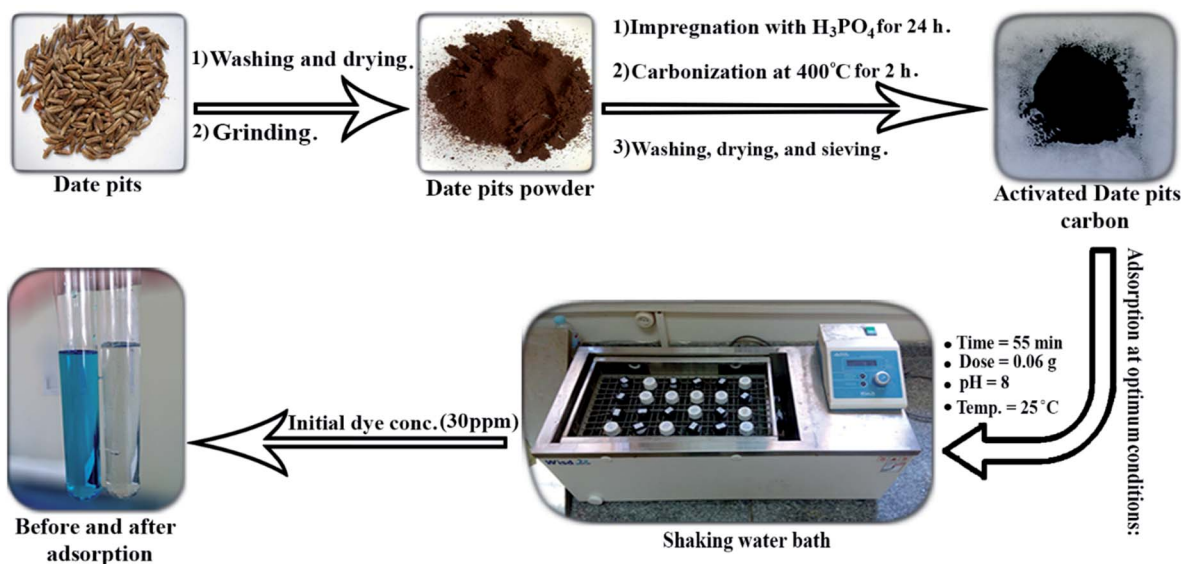 1)Washing and drying.
2) Grinding.
Date pits
1)Impregnation with H₃PO₄ for 24 h.
2) Carbonization at 400°C for 2 h.
3)Washing, drying, and sieving.
Date pits powder
Activated Date pits
carbon
Adsorption at optimum conditions:
• Time = 55 min
• Dose = 0.06 g
• pH = 8
• Temp. = 25°C
Shaking water bath
Initial dye conc.(30ppm)
Before and after
adsorption